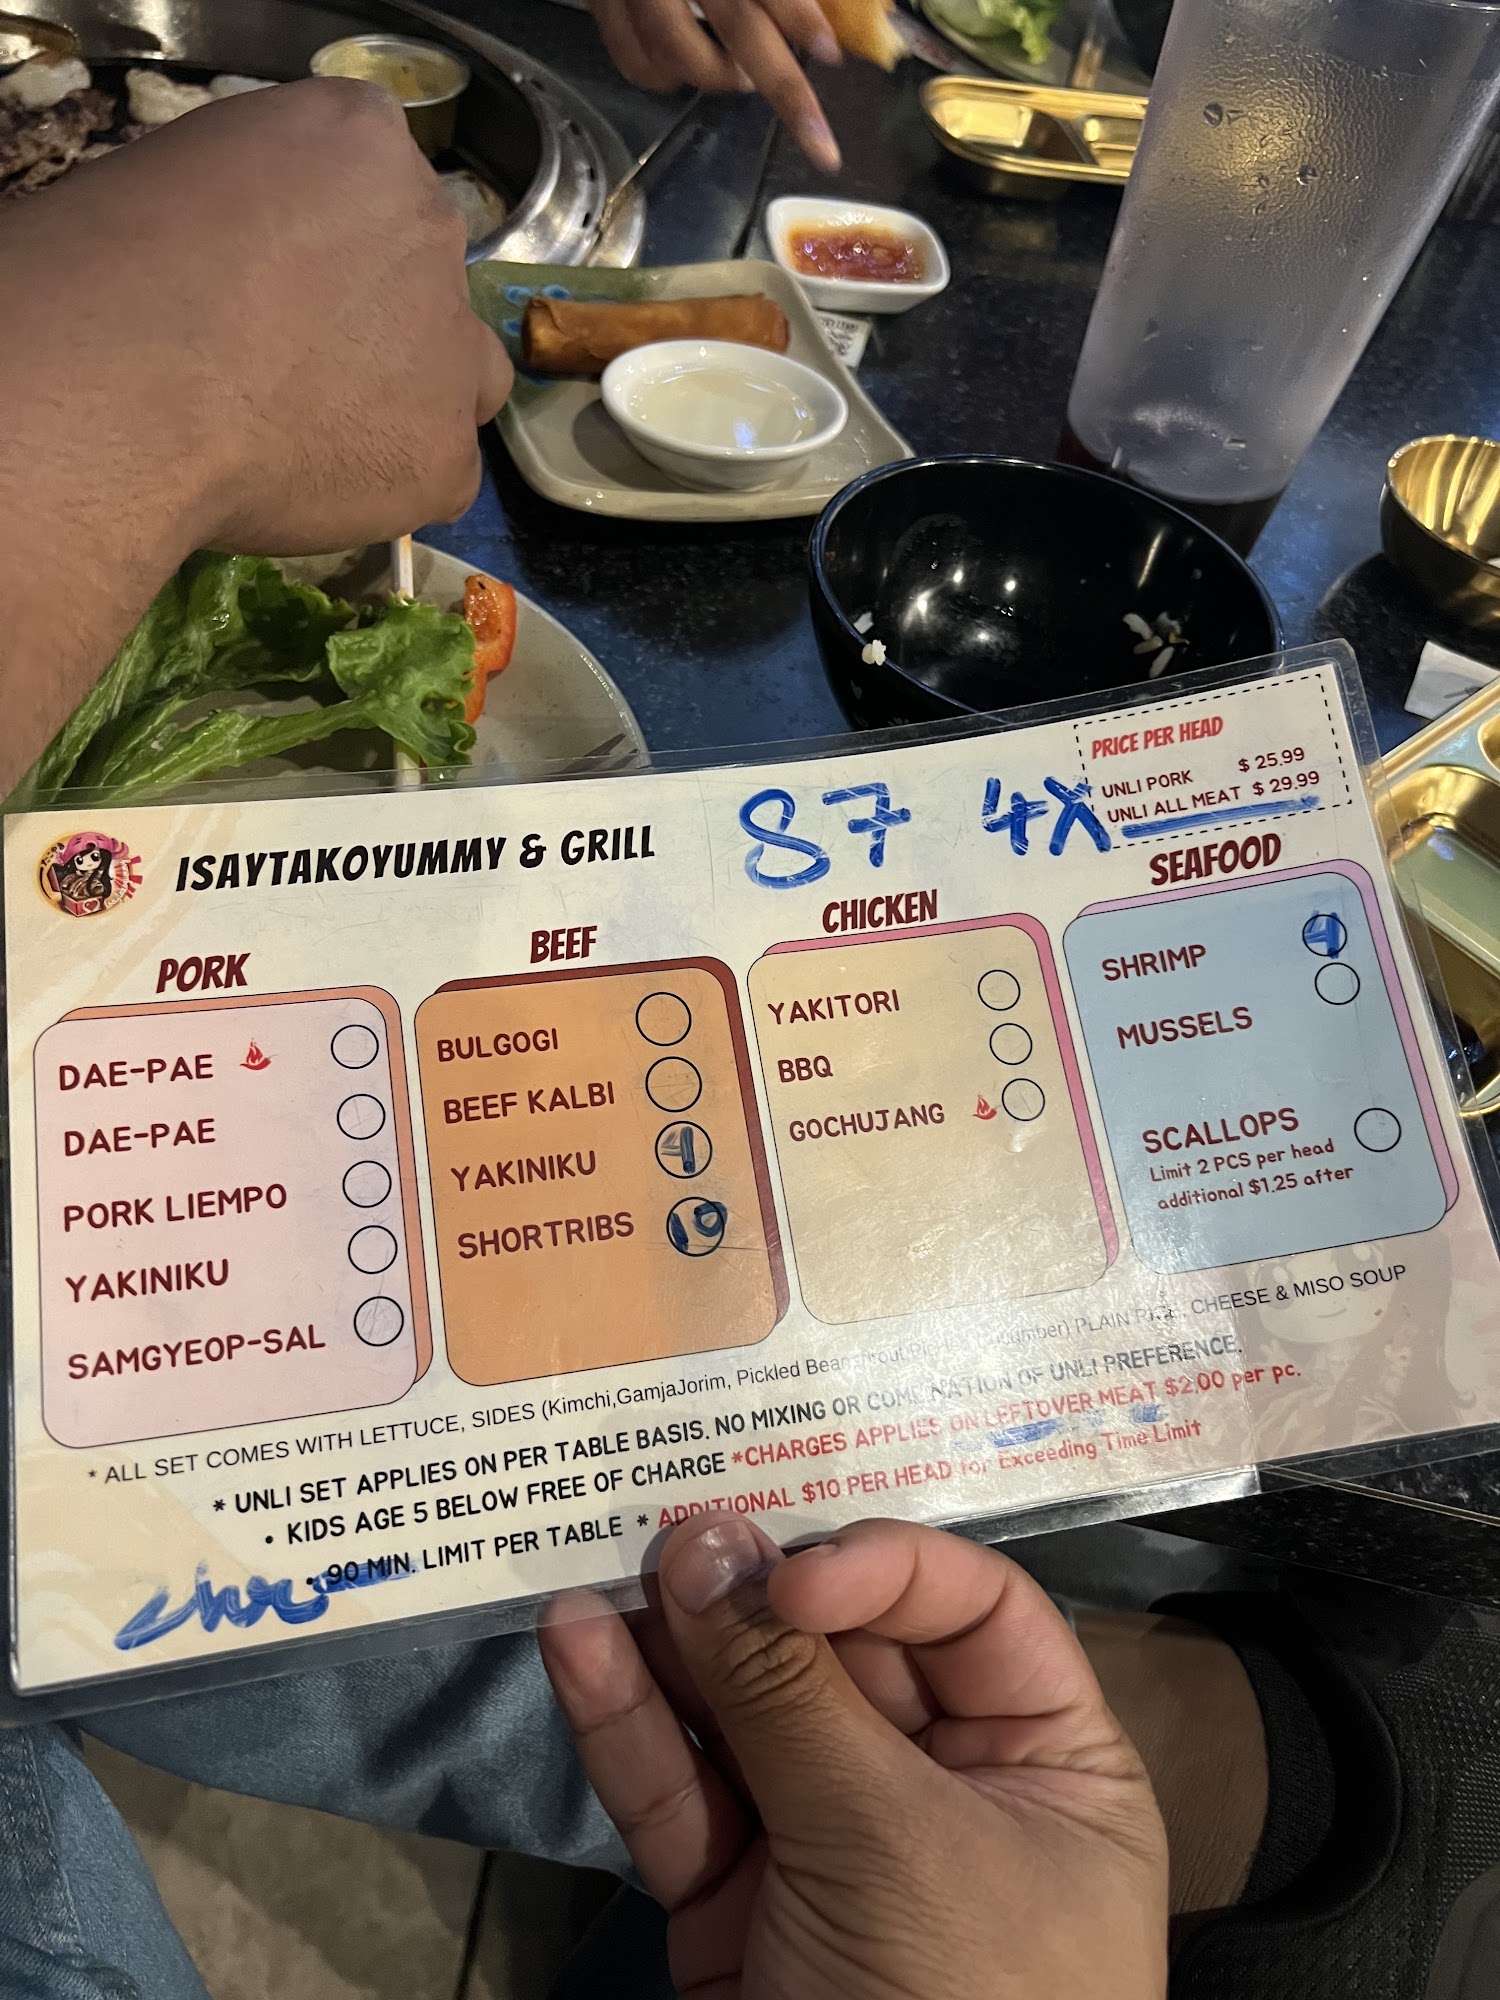 PRICE PER HEAD
UNLI PORK $ 25.99
UNLI ALL MEAT $ 29.99
ISAYTAKOYUMMY & GRILL
S7 4X
PORK
DAE-PAE
DAE-PAE
PORK LIEMPO
YAKINIKU
SAMGYEOP-SAL
BEEF
BULGOGI
BEEF KALBI
YAKINIKU 4
SHORTRIBS 10
CHICKEN
YAKITORI
BBQ
GOCHUJANG
SEAFOOD
SHRIMP 4
MUSSELS
SCALLOPS
Limit 2 PCS per head
additional $1.25 after
* ALL SET COMES WITH LETTUCE, SIDES (Kimchi,GamjaJorim, Pickled Beansprout, PLAIN RICE, CHEESE & MISO SOUP
* UNLI SET APPLIES ON PER TABLE BASIS. NO MIXING OR COMBINATION OF UNLI PREFERENCE.
• KIDS AGE 5 BELOW FREE OF CHARGE *CHARGES APPLIES ON LEFTOVER MEAT $2.00 per pc.
• 90 MIN. LIMIT PER TABLE * ADDITIONAL $10 PER HEAD for Exceeding Time Limit